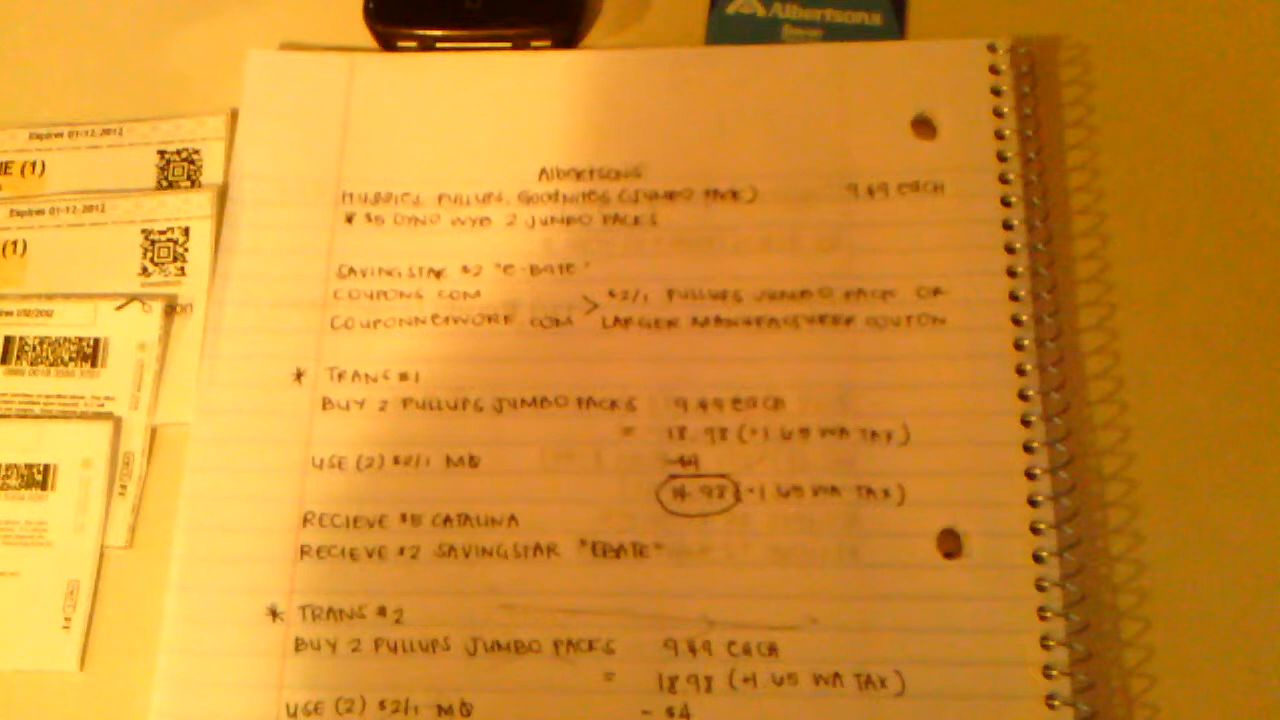 Albertsons
Expires 01-12-2012
IE (1)
Expires 01-12-2012
(1)
Albertsons
HUGGIES PULLUPS, GOODNITES (JUMBO PACK) 9.49 EACH
* $5 OYNO WYB 2 JUMBO PACKS
SAVINGSTAR $2 "E-BATE"
COUPONS.COM
COUPONNETWORK.COM > $2/1 PULLUPS JUMBO PACK OR
LARGER MANUFACTURER COUPON
* TRANS #1
BUY 2 PULLUPS JUMBO PACKS 9.49 EACH
= 18.98 (+1.65 WA TAX)
USE (2) $2/1 MQ -$4
14.98 (+1.65 WA TAX)
RECIEVE $5 CATALINA
RECIEVE $2 SAVINGSTAR "EBATE"
* TRANS #2
BUY 2 PULLUPS JUMBO PACKS 9.49 EACH
= 18.98 (+1.65 WA TAX)
USE (2) $2/1 MQ - $4